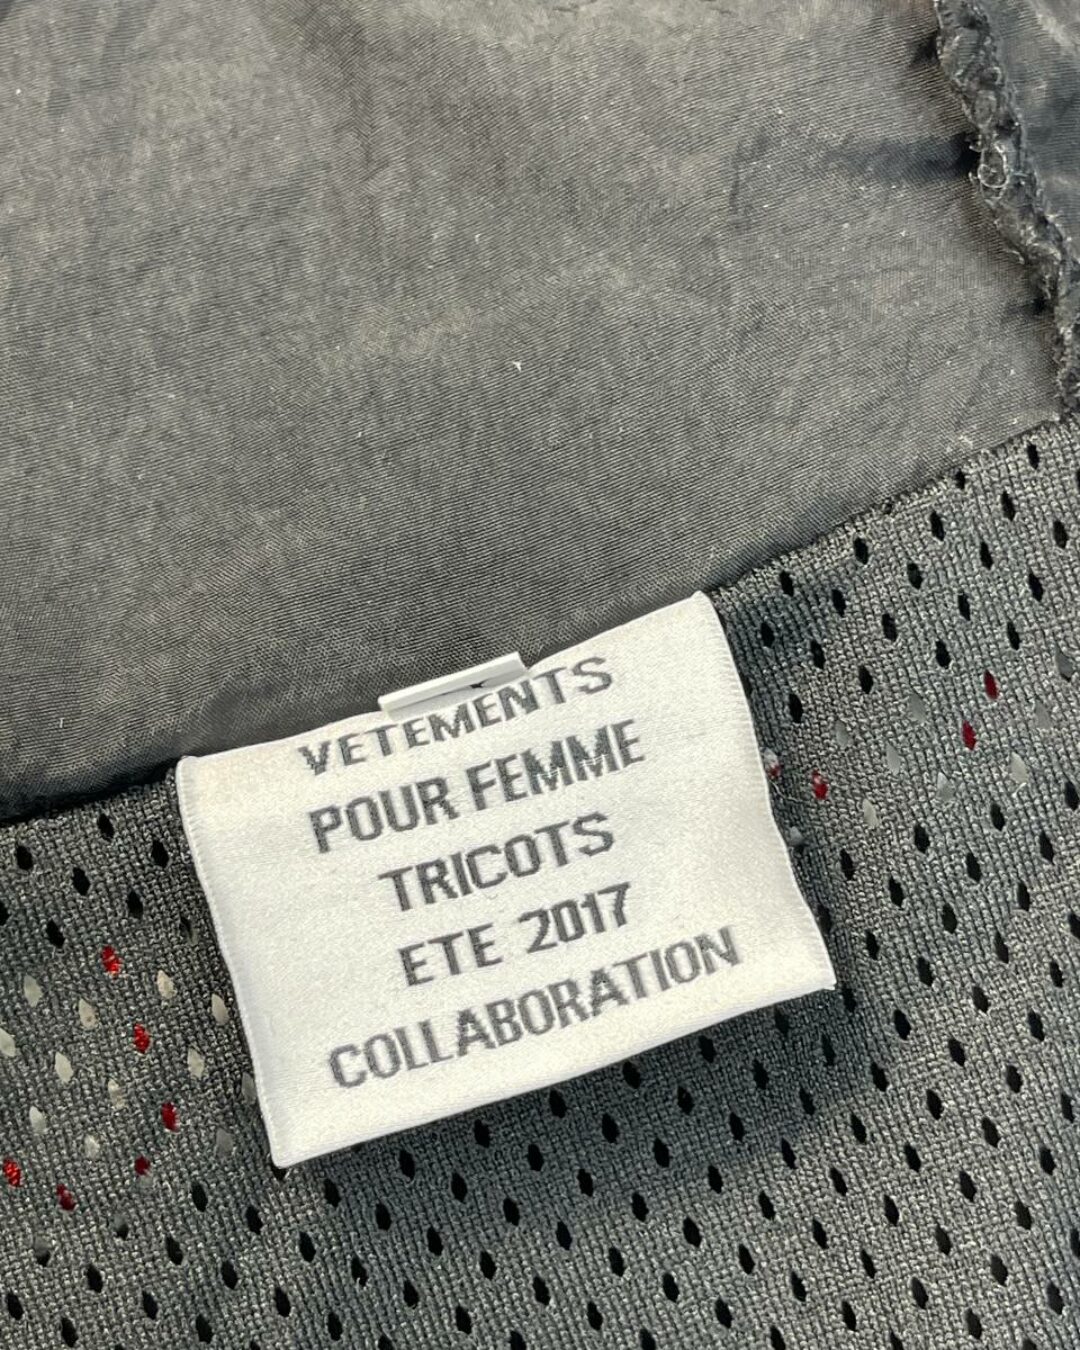 VETEMENTS
POUR FEMME
TRICOTS
ETE 2017
COLLABORATION